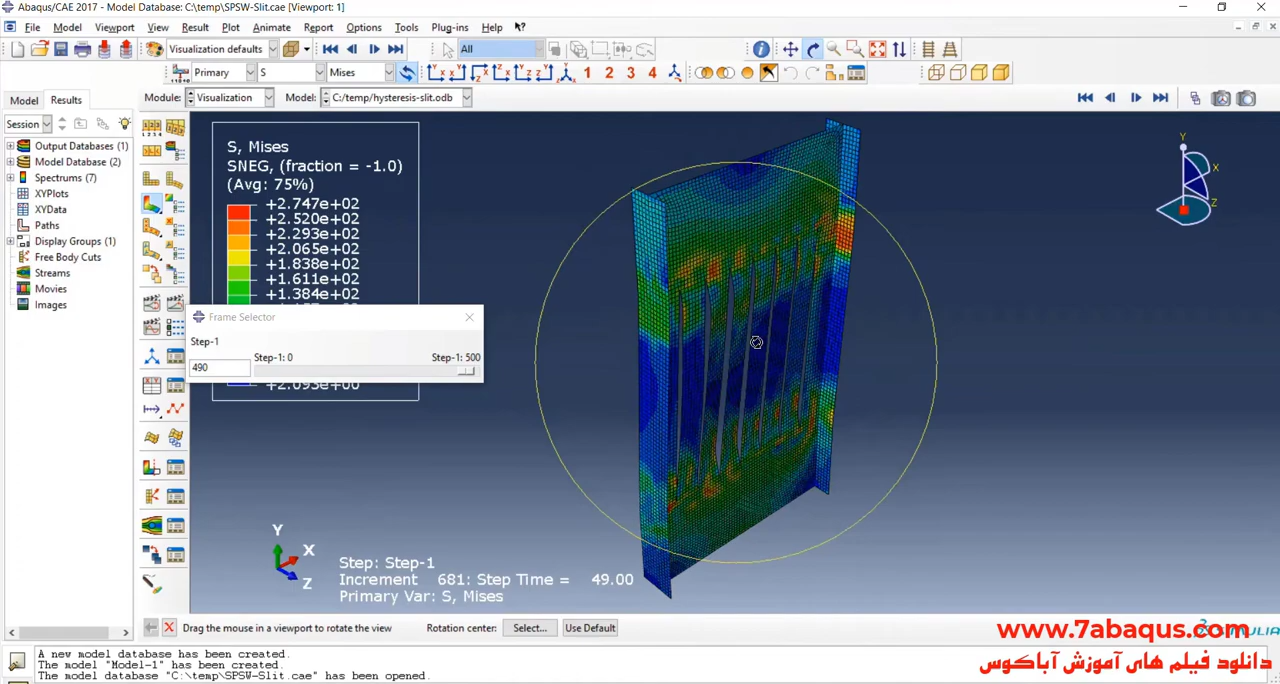 Abaqus/CAE 2017 - Model Database: C:\temp\SPSW-Slit.cae [Viewport: 1]
File Model Viewport View Result Plot Animate Report Options Tools Plug-ins Help
Visualization defaults All
Primary S Mises 1 2 3 4
Model Results Module: Visualization Model: C:/temp/hysteresis-slit.odb
Session
Output Databases (1)
Model Database (2)
Spectrums (7)
XYPlots
XYData
Paths
Display Groups (1)
Free Body Cuts
Streams
Movies
Images
S, Mises
SNEG, (fraction = -1.0)
(Avg: 75%)
+2.747e+02
+2.520e+02
+2.293e+02
+2.065e+02
+1.838e+02
+1.611e+02
+1.384e+02
+2.093e+00
Frame Selector
Step-1
490 Step-1: 0 Step-1: 500
Y
X
Z
Y
X
Z
Step: Step-1
Increment 681: Step Time = 49.00
Primary Var: S, Mises
Drag the mouse in a viewport to rotate the view Rotation center: Select... Use Default
www.7abaqus.com
دانلود فیلم های آموزش آباکوس
A new model database has been created.
The model "Model-1" has been created.
The model database "C:\temp\SPSW-Slit.cae" has been opened.